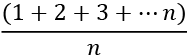 (1 + 2 + 3 + ⋯ n)
n